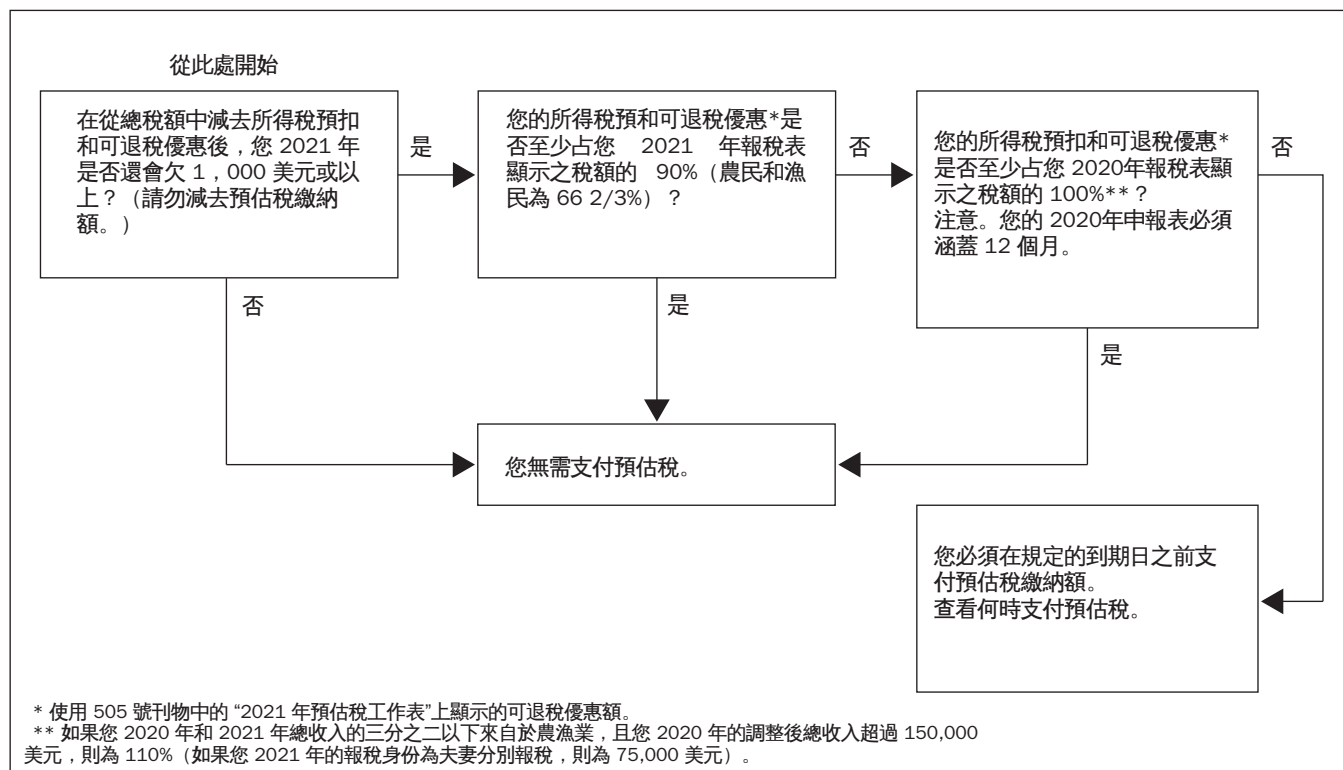 從此處開始
在從總稅額中減去所得稅預扣
和可退稅優惠後，您 2021 年
是否還會欠 1，000 美元或以
上？（請勿減去預估稅繳納
額。）
是
您的所得稅預和可退稅優惠*是
否至少占您 2021 年報稅表
顯示之稅額的 90%（農民和漁
民為 66 2/3%）？
否
您的所得稅預扣和可退稅優惠*
是否至少占您 2020年報稅表顯
示之稅額的 100%**？
注意。您的 2020年申報表必須
涵蓋 12 個月。
否
否
是
是
您無需支付預估稅。
您必須在規定的到期日之前支
付預估稅繳納額。
查看何時支付預估稅。
* 使用 505 號刊物中的 “2021 年預估稅工作表”上顯示的可退稅優惠額。
** 如果您 2020 年和 2021 年總收入的三分之二以下來自於農漁業，且您 2020 年的調整後總收入超過 150,000
美元，則為 110%（如果您 2021 年的報稅身份為夫妻分別報稅，則為 75,000 美元）。